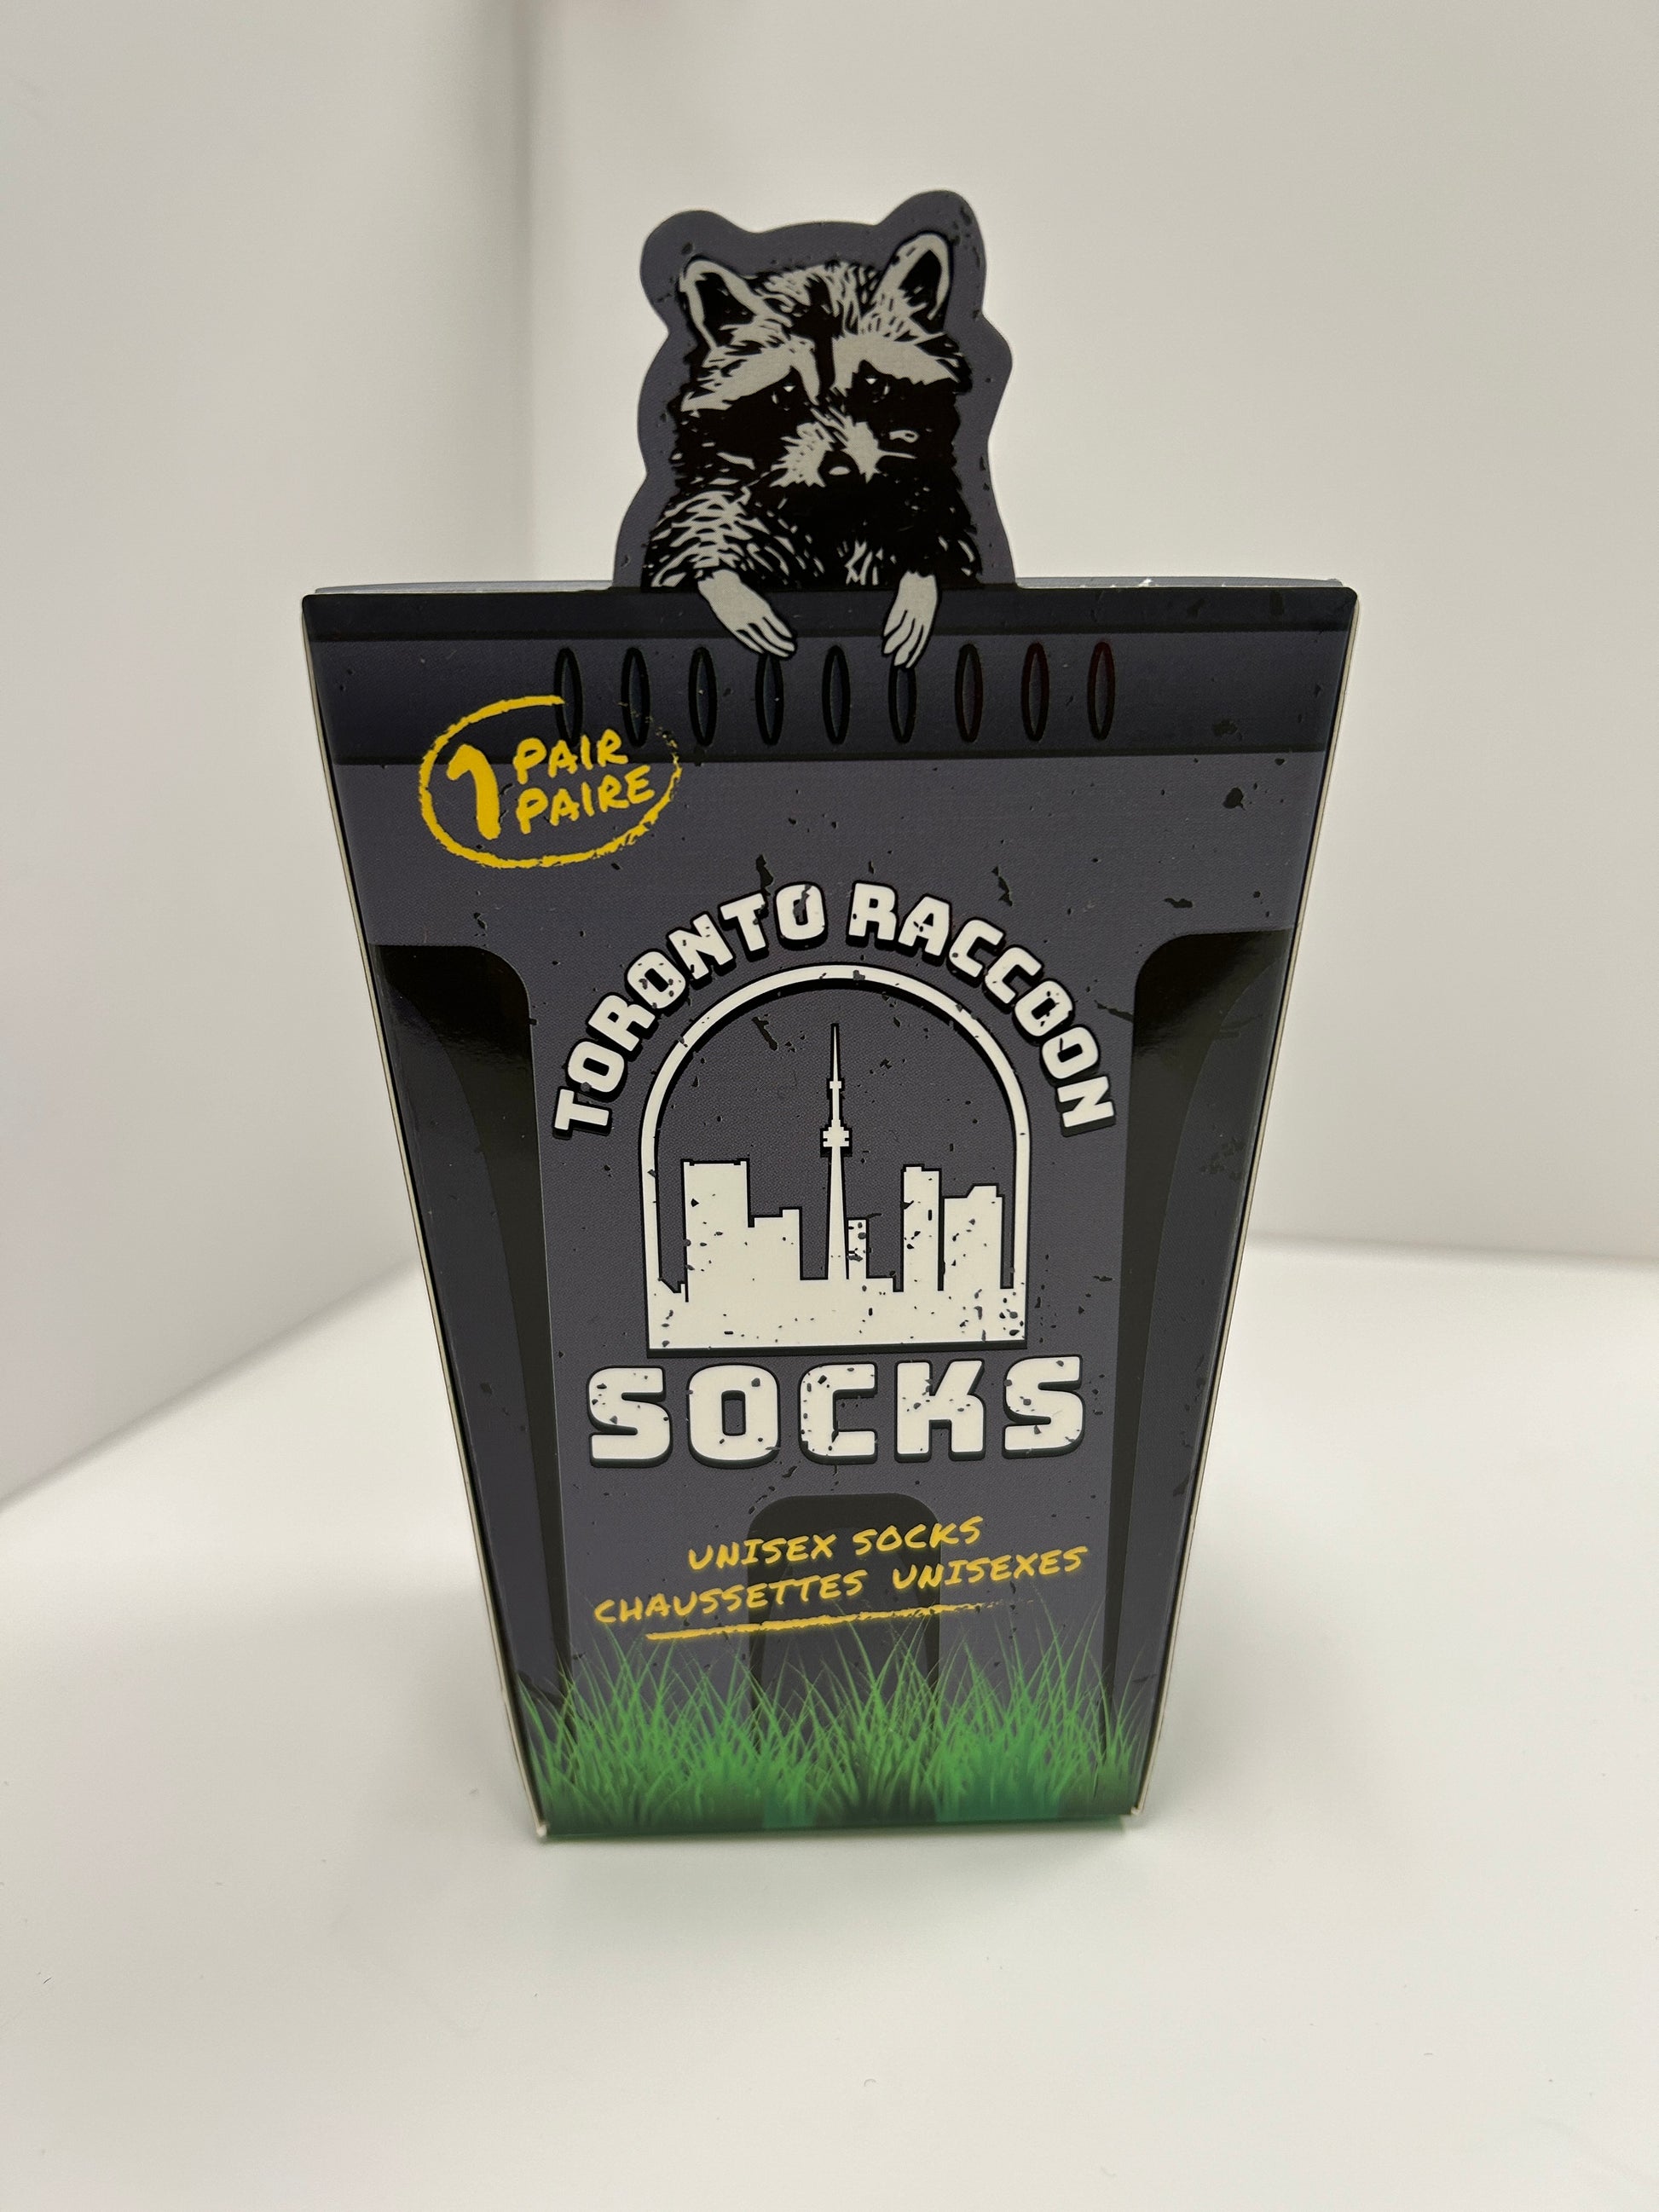 1 PAIR
PAIRE
TORONTO RACCOON
SOCKS
UNISEX SOCKS
CHAUSSETTES UNISEXES